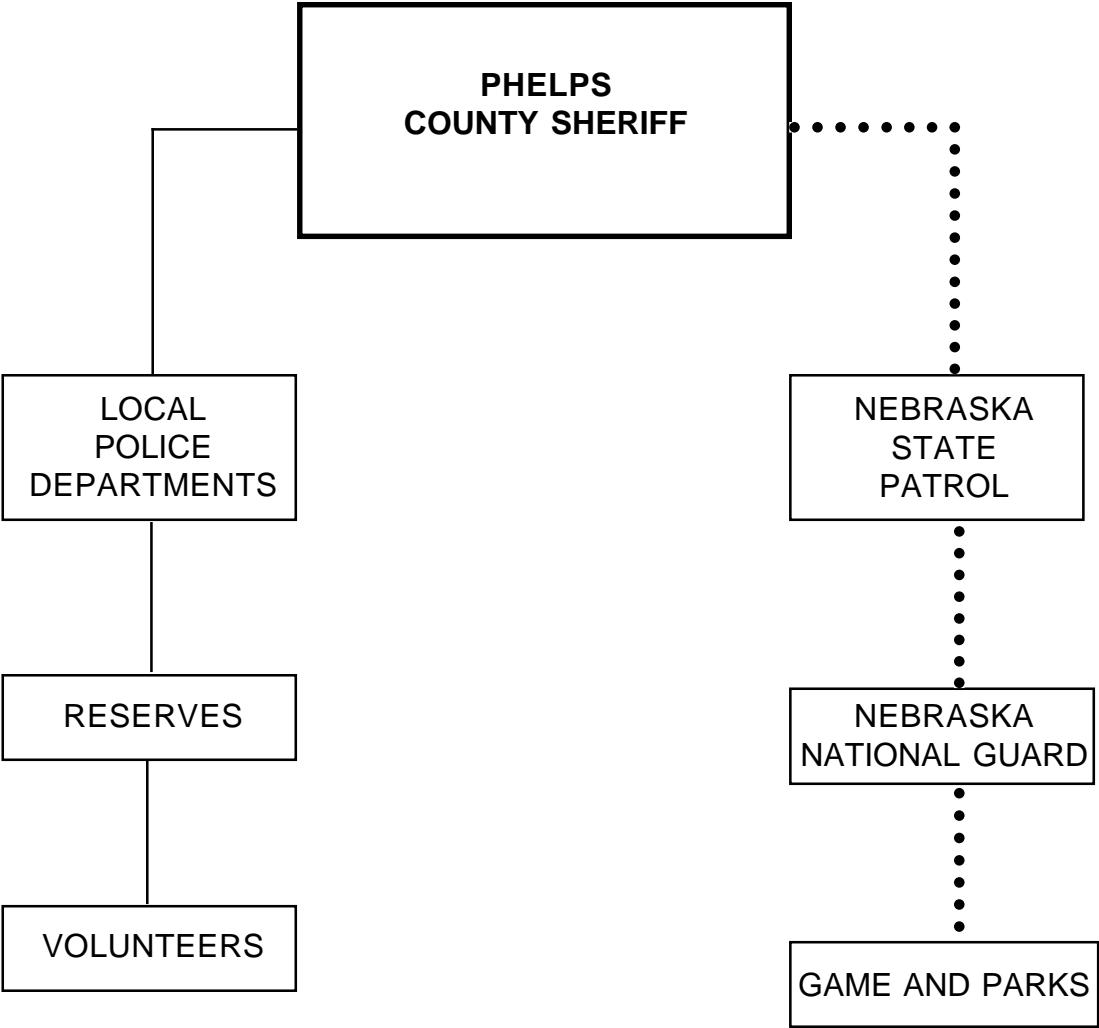 PHELPS
COUNTY SHERIFF
LOCAL
POLICE
DEPARTMENTS
NEBRASKA
STATE
PATROL
RESERVES
NEBRASKA
NATIONAL GUARD
VOLUNTEERS
GAME AND PARKS